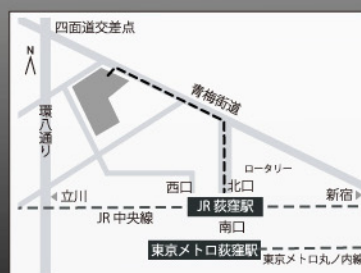 四面道交差点
N
青梅街道
環八通り
ロータリー
西口
北口
立川
新宿
JR 荻窪駅
JR 中央線
南口
東京メトロ荻窪駅
東京メトロ丸ノ内線